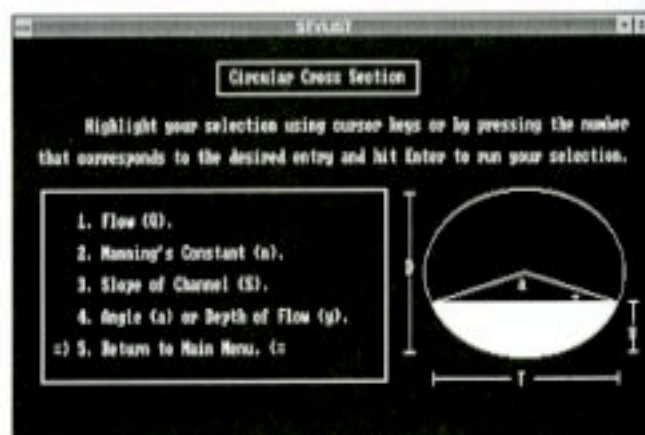 Circular Cross Section
Highlight your selection using cursor keys or by pressing the number
that corresponds to the desired entry and hit Enter to run your selection.
1. Flow (Q).
2. Manning's Constant (n).
3. Slope of Channel (S).
4. Angle (a) or Depth of Flow (y).
=) 5. Return to Main Menu. (=
D
a
y
T